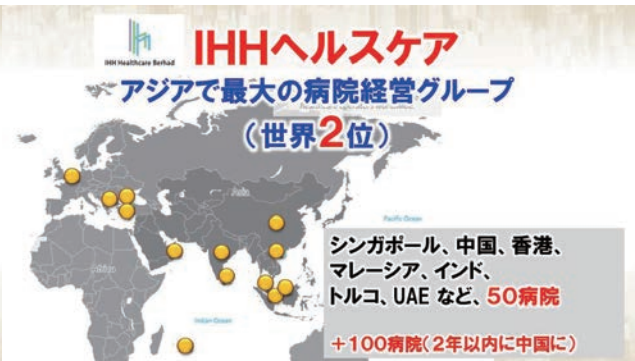 IHH Healthcare Berhad
IHHヘルスケア
アジアで最大の病院経営グループ
（世界2位）
Asia
Pacific Ocean
Africa
Indian Ocean
シンガポール、中国、香港、
マレーシア、インド、
トルコ、UAE など、50病院
＋100病院（2年以内に中国に）